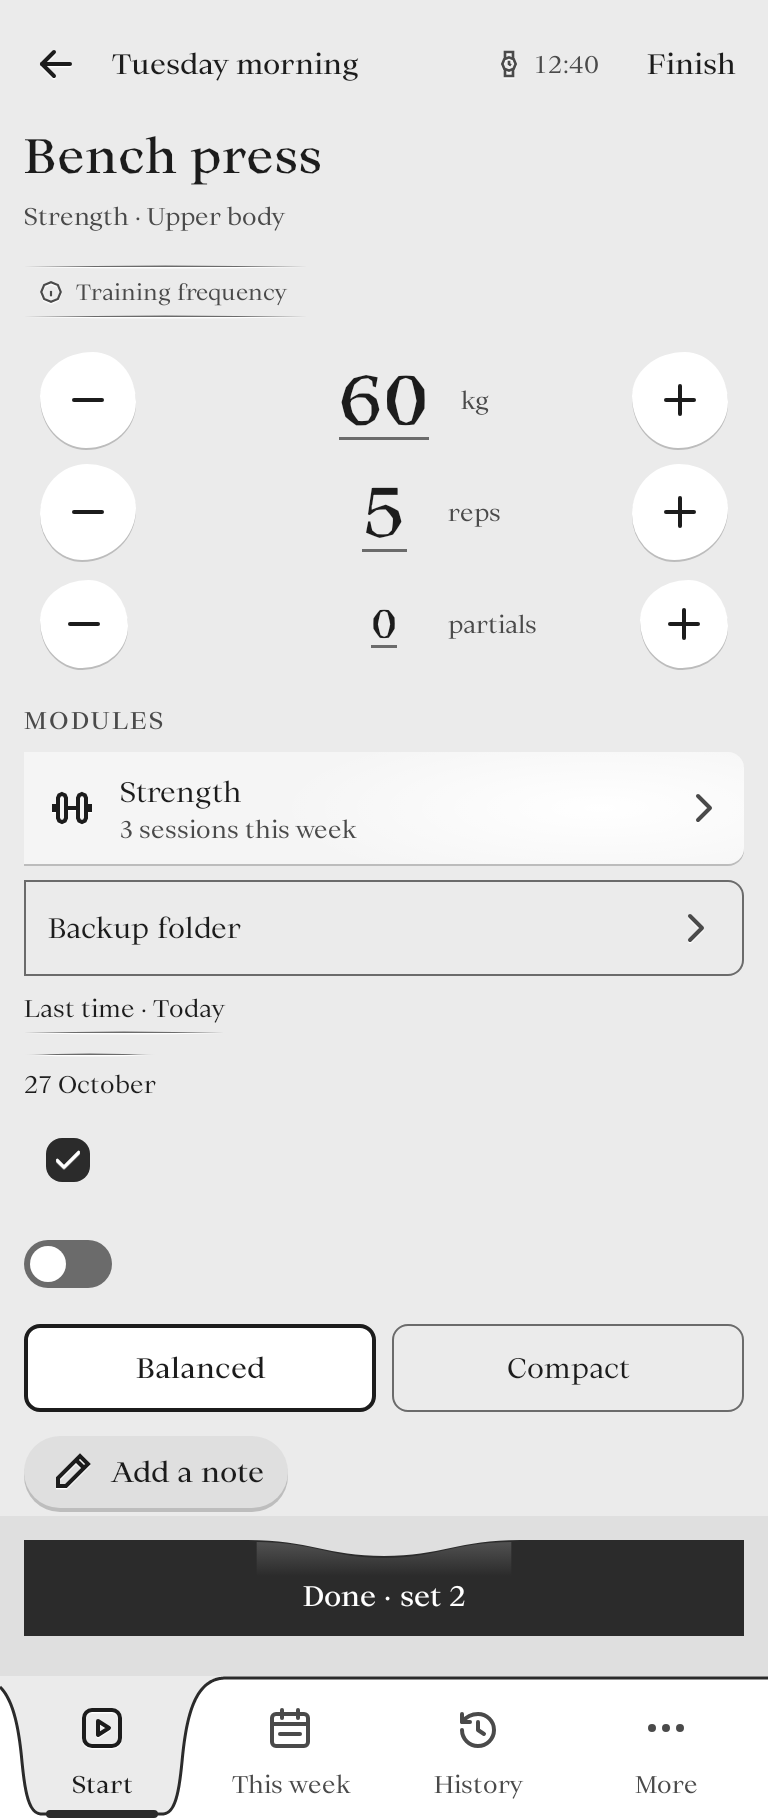 Tuesday morning
12:40
Finish
Bench press
Strength · Upper body
Training frequency
60 kg
5 reps
0 partials
MODULES
Strength
3 sessions this week
Backup folder
Last time · Today
27 October
Balanced
Compact
Add a note
Done · set 2
Start
This week
History
More